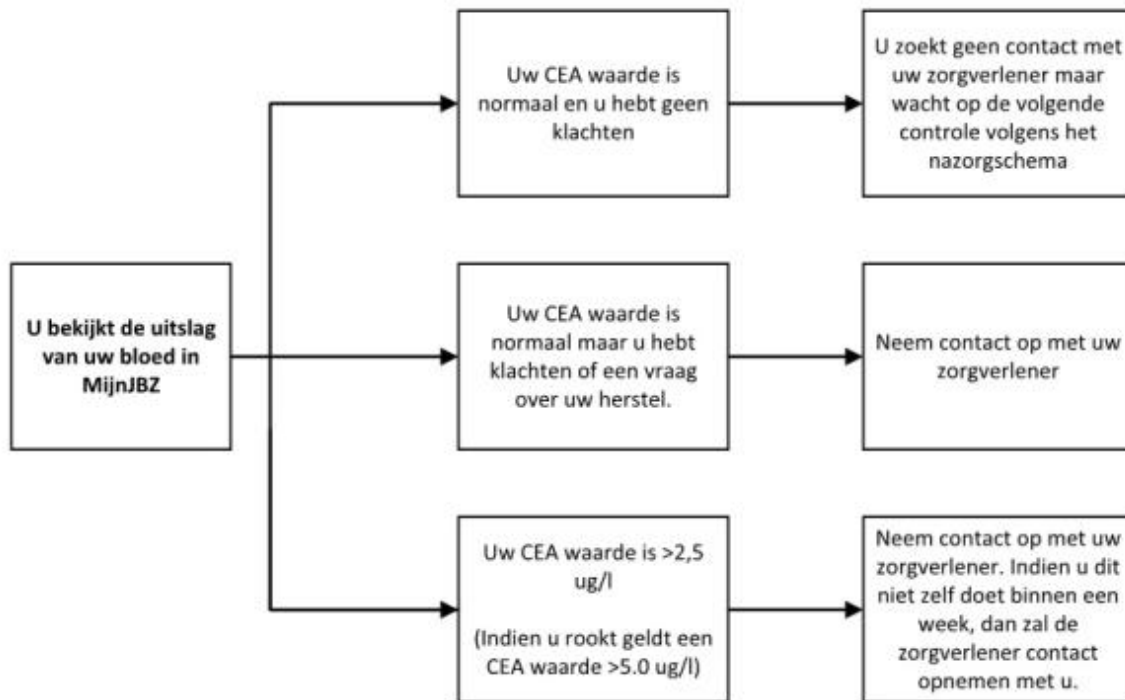 U bekijkt de uitslag
van uw bloed in
MijnJBZ
Uw CEA waarde is
normaal en u hebt geen
klachten
U zoekt geen contact met
uw zorgverlener maar
wacht op de volgende
controle volgens het
nazorgschema
Uw CEA waarde is
normaal maar u hebt
klachten of een vraag
over uw herstel.
Neem contact op met uw
zorgverlener
Uw CEA waarde is >2,5
ug/l
(Indien u rookt geldt een
CEA waarde >5.0 ug/l)
Neem contact op met uw
zorgverlener. Indien u dit
niet zelf doet binnen een
week, dan zal de
zorgverlener contact
opnemen met u.